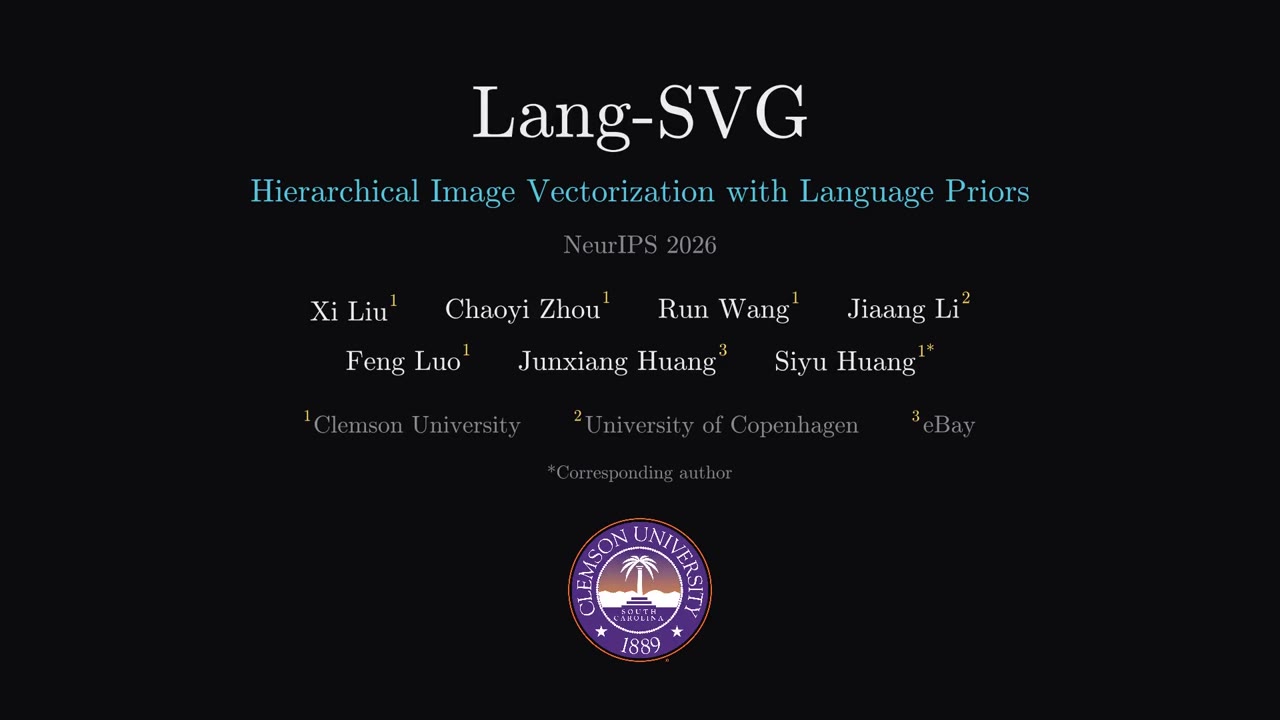 Lang-SVG
Hierarchical Image Vectorization with Language Priors
NeurIPS 2026
Xi Liu1 Chaoyi Zhou1 Run Wang1 Jiaang Li2
Feng Luo1 Junxiang Huang3 Siyu Huang1*
1Clemson University 2University of Copenhagen 3eBay
*Corresponding author
CLEMSON UNIVERSITY
SOUTH
CAROLINA
1889